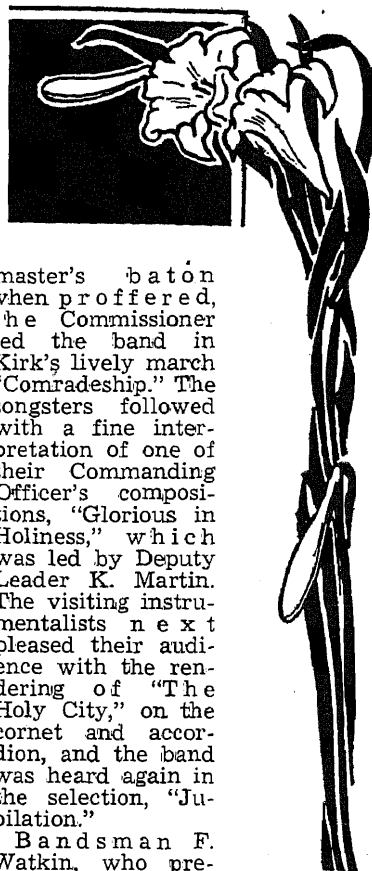 master's baton
when proffered,
the Commissioner
led the band in
Kirk's lively march
"Comradeship." The
songsters followed
with a fine inter-
pretation of one of
their Commanding
Officer's composi-
tions, "Glorious in
Holiness," which
was led by Deputy
Leader K. Martin.
The visiting instru-
mentalists next
pleased their audi-
ence with the ren-
dering of "The
Holy City," on the
cornet and accor-
dion, and the band
was heard again in
the selection, "Ju-
bilation."
Bandsman F.
Watkin, who pre-